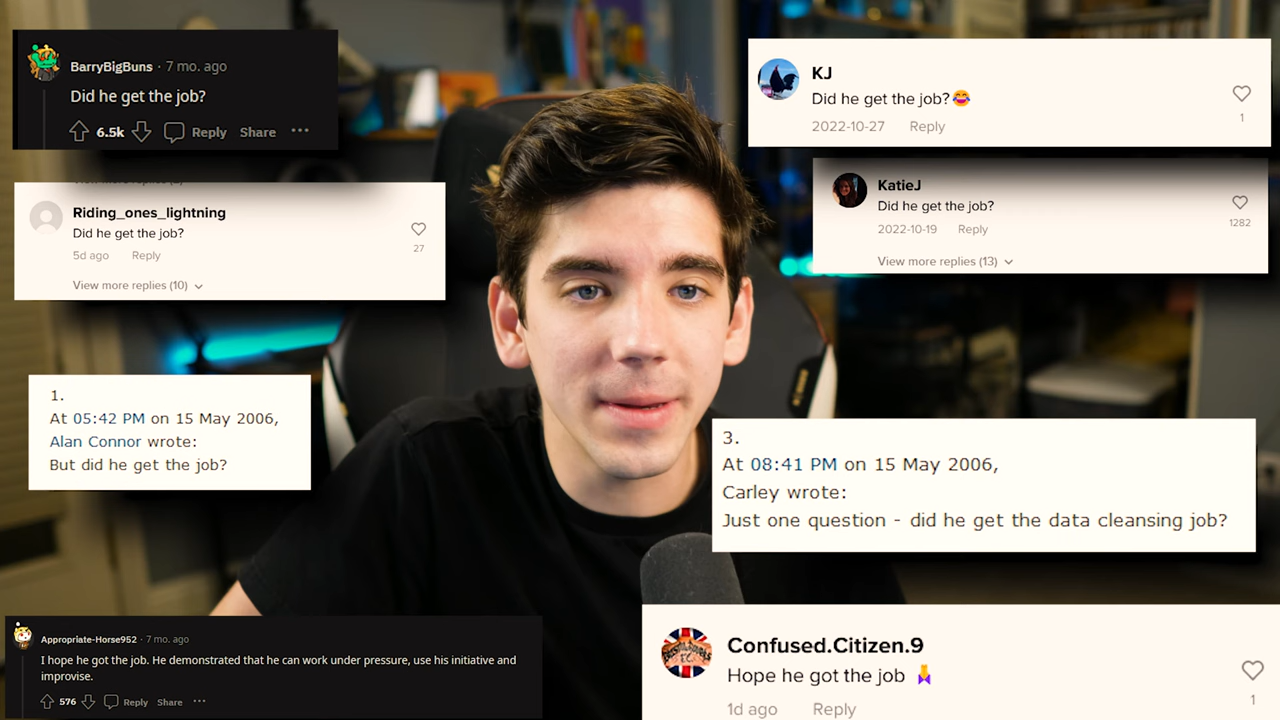 BarryBigBuns · 7 mo. ago
Did he get the job?
6.5k Reply Share ···
Riding_ones_lightning
Did he get the job?
27
5d ago Reply
View more replies (10)
1.
At 05:42 PM on 15 May 2006,
Alan Connor wrote:
But did he get the job?
Appropriate-Horse952 · 7 mo. ago
I hope he got the job. He demonstrated that he can work under pressure, use his initiative and
improvise.
576 Reply Share ···
KJ
Did he get the job?😂
2022-10-27 Reply
1
KatieJ
Did he get the job?
2022-10-19 Reply
1282
View more replies (13)
3.
At 08:41 PM on 15 May 2006,
Carley wrote:
Just one question - did he get the data cleansing job?
Confused.Citizen.9
Hope he got the job
1d ago Reply
1